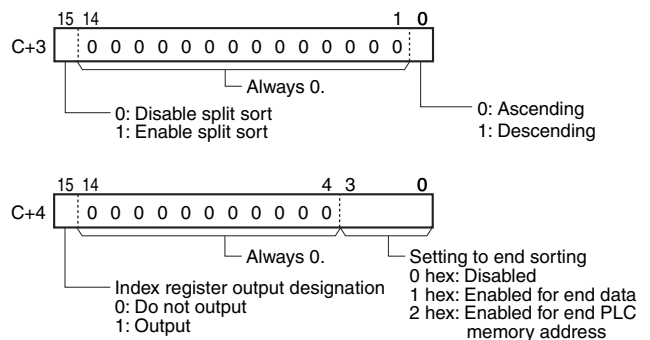 15 14 1 0
C+3 0 0 0 0 0 0 0 0 0 0 0 0 0 0
Always 0.
0: Disable split sort
1: Enable split sort
0: Ascending
1: Descending
15 14 4 3 0
C+4 0 0 0 0 0 0 0 0 0 0 0
Always 0.
Index register output designation
0: Do not output
1: Output
Setting to end sorting
0 hex: Disabled
1 hex: Enabled for end data
2 hex: Enabled for end PLC
memory address